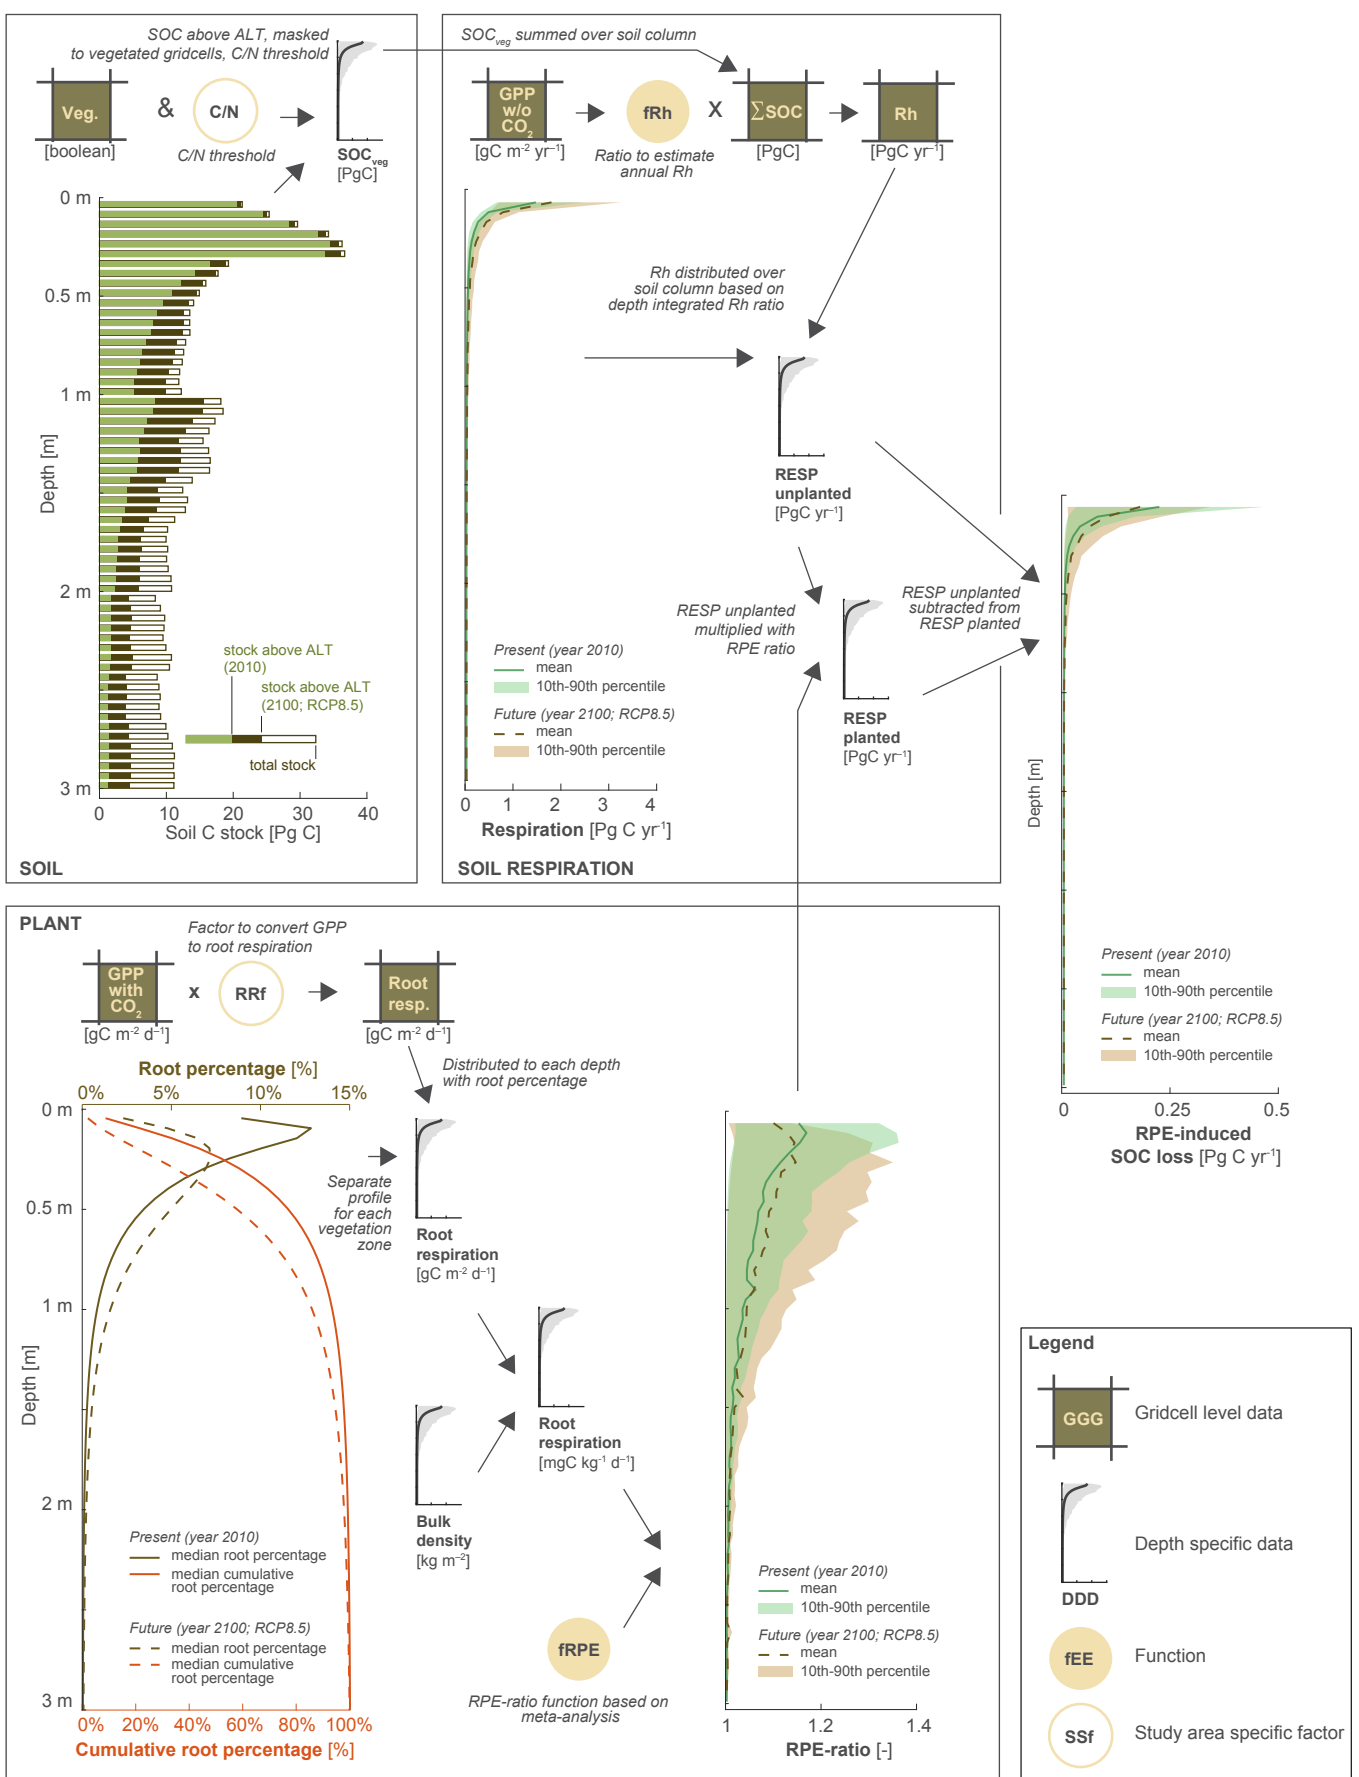 SOC above ALT, masked
to vegetated gridcells, C/N threshold
Veg.
[boolean]
&
C/N
C/N threshold
SOCveg
[PgC]
0 m
0.5 m
1 m
2 m
3 m
Depth [m]
stock above ALT
(2010)
stock above ALT
(2100; RCP8.5)
total stock
0 10 20 30 40
Soil C stock [Pg C]
SOIL
SOCveg summed over soil column
GPP
w/o
CO2
[gC m-2 yr-1]
fRh
Ratio to estimate
annual Rh
X
∑SOC
[PgC]
Rh
[PgC yr-1]
Rh distributed over
soil column based on
depth integrated Rh ratio
RESP
unplanted
[PgC yr-1]
RESP unplanted
multiplied with
RPE ratio
RESP
planted
[PgC yr-1]
RESP unplanted
subtracted from
RESP planted
Present (year 2010)
mean
10th-90th percentile
Future (year 2100; RCP8.5)
mean
10th-90th percentile
0 1 2 3 4
Respiration [Pg C yr-1]
SOIL RESPIRATION
Depth [m]
Present (year 2010)
mean
10th-90th percentile
Future (year 2100; RCP8.5)
mean
10th-90th percentile
0 0.25 0.5
RPE-induced
SOC loss [Pg C yr-1]
PLANT
Factor to convert GPP
to root respiration
GPP
with
CO2
[gC m-2 d-1]
x
RRf
Root
resp.
[gC m-2 d-1]
Distributed to each depth
with root percentage
Root percentage [%]
0% 5% 10% 15%
0 m
0.5 m
1 m
2 m
3 m
Depth [m]
Separate
profile
for each
vegetation
zone
Root
respiration
[gC m-2 d-1]
Root
respiration
[mgC kg-1 d-1]
Bulk
density
[kg m-2]
Present (year 2010)
median root percentage
median cumulative
root percentage
Future (year 2100; RCP8.5)
median root percentage
median cumulative
root percentage
0% 20% 40% 60% 80% 100%
Cumulative root percentage [%]
fRPE
RPE-ratio function based on
meta-analysis
Present (year 2010)
mean
10th-90th percentile
Future (year 2100; RCP8.5)
mean
10th-90th percentile
1 1.2 1.4
RPE-ratio [-]
Legend
GGG
Gridcell level data
Depth specific data
DDD
fEE
Function
SSf
Study area specific factor